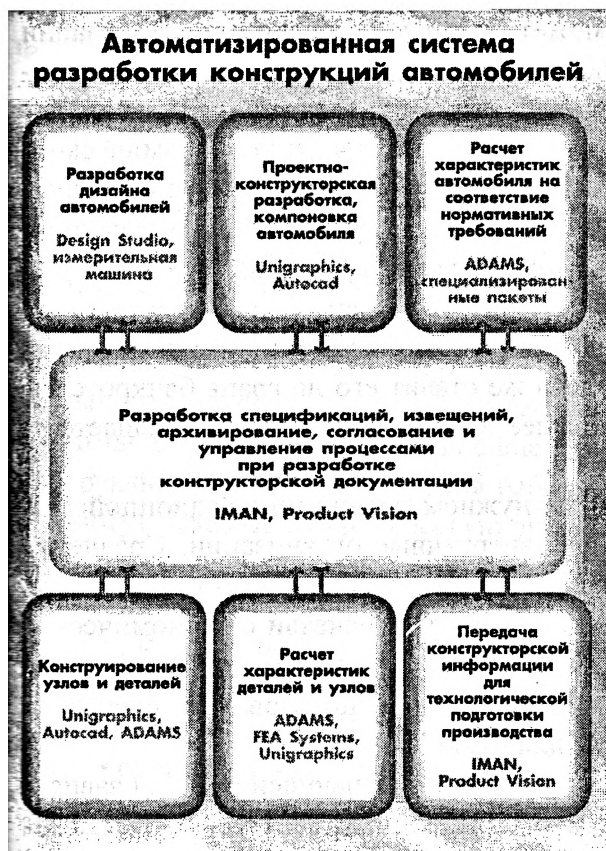 Автоматизированная система
разработки конструкций автомобилей
Разработка
дизайна
автомобилей
Design Studio,
измерительная
машина
Проектно-
конструкторская
разработка,
компоновка
автомобиля
Unigraphics,
Autocad
Расчет
характеристик
автомобиля на
соответствие
нормативных
требований
ADAMS,
специализирован
ные пакеты
Разработка спецификаций, извещений,
архивирование, согласование и
управление процессами
при разработке
конструкторской документации
IMAN, Product Vision
Конструирование
узлов и деталей
Unigraphics,
Autocad, ADAMS
Расчет
характеристик
деталей и узлов
ADAMS,
FEA Systems,
Unigraphics
Передача
конструкторской
информации
для
технологической
подготовки
производства
IMAN,
Product Vision